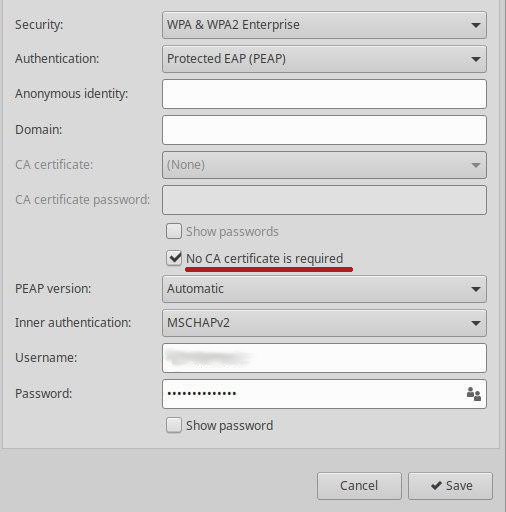 Security: WPA & WPA2 Enterprise
Authentication: Protected EAP (PEAP)
Anonymous identity:
Domain:
CA certificate: (None)
CA certificate password:
Show passwords
No CA certificate is required
PEAP version: Automatic
Inner authentication: MSCHAPv2
Username:
Password: ••••••••••••••
Show password
Cancel Save